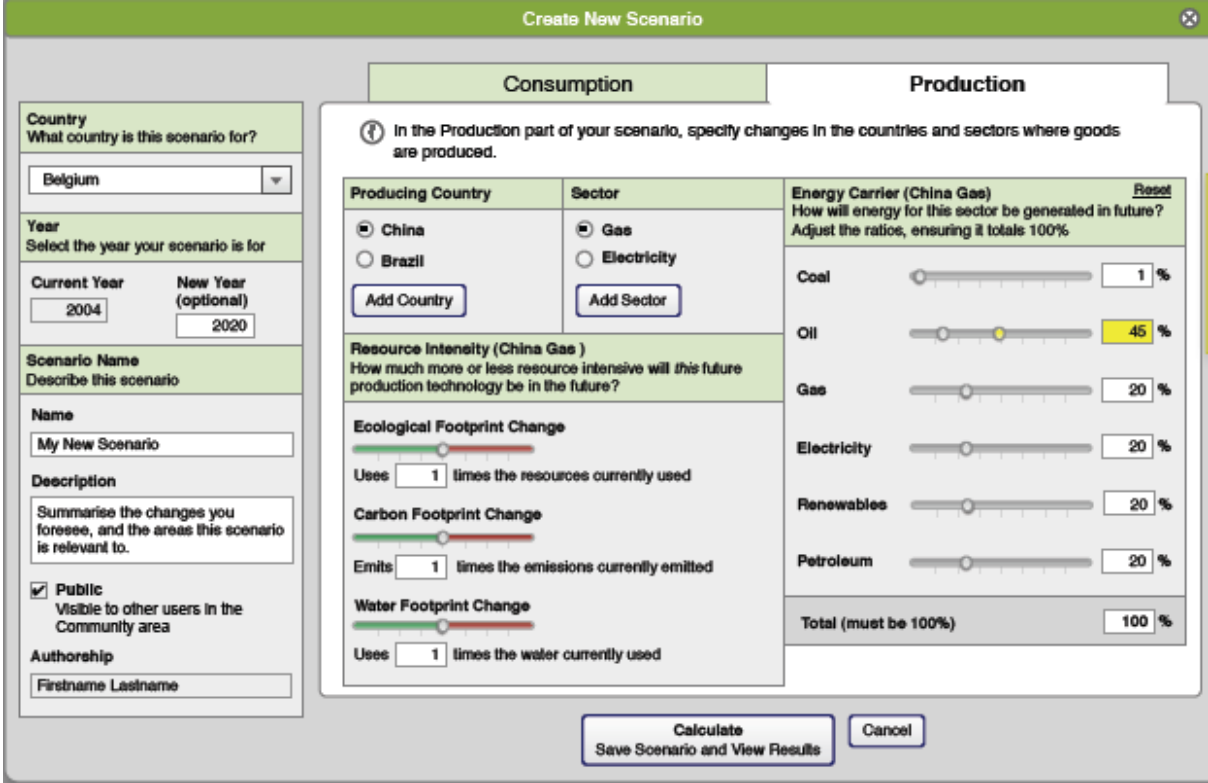 Create New Scenario
Consumption
Production
Country
What country is this scenario for?
Belgium
Year
Select the year your scenario is for
Current Year
New Year
(optional)
2004
2020
Scenario Name
Describe this scenario
Name
My New Scenario
Description
Summarise the changes you
foresee, and the areas this scenario
is relevant to.
Public
Visible to other users in the
Community area
Authorship
Firstname Lastname
In the Production part of your scenario, specify changes in the countries and sectors where goods
are produced.
Producing Country
China
Brazil
Add Country
Sector
Gas
Electricity
Add Sector
Resource Intensity (China Gas )
How much more or less resource intensive will this future
production technology be in the future?
Ecological Footprint Change
Uses 1 times the resources currently used
Carbon Footprint Change
Emits 1 times the emissions currently emitted
Water Footprint Change
Uses 1 times the water currently used
Energy Carrier (China Gas) Reset
How will energy for this sector be generated in future?
Adjust the ratios, ensuring it totals 100%
Coal 1 %
Oil 45 %
Gas 20 %
Electricity 20 %
Renewables 20 %
Petroleum 20 %
Total (must be 100%) 100 %
Calculate
Save Scenario and View Results
Cancel